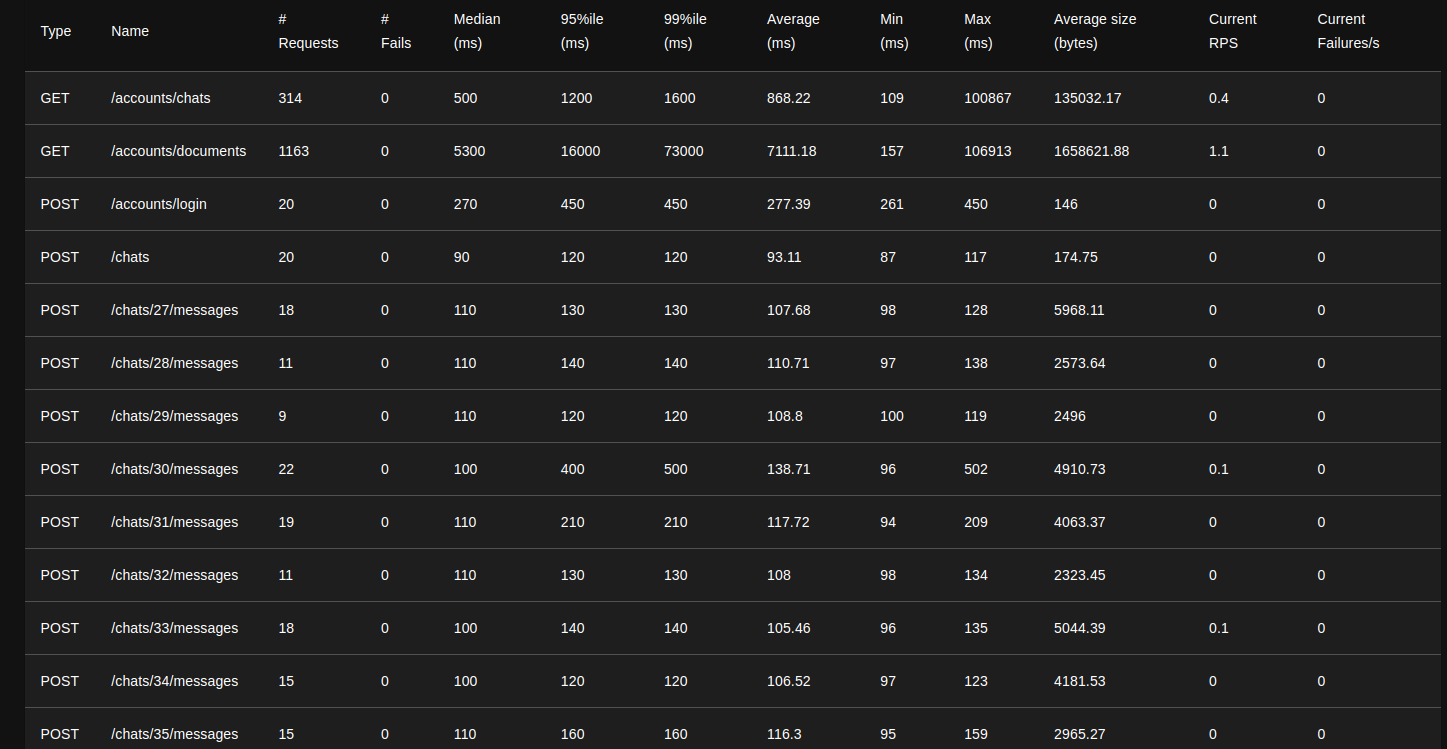 Type Name # Requests # Fails Median (ms) 95%ile (ms) 99%ile (ms) Average (ms) Min (ms) Max (ms) Average size (bytes) Current RPS Current Failures/s
GET /accounts/chats 314 0 500 1200 1600 868.22 109 100867 135032.17 0.4 0
GET /accounts/documents 1163 0 5300 16000 73000 7111.18 157 106913 1658621.88 1.1 0
POST /accounts/login 20 0 270 450 450 277.39 261 450 146 0 0
POST /chats 20 0 90 120 120 93.11 87 117 174.75 0 0
POST /chats/27/messages 18 0 110 130 130 107.68 98 128 5968.11 0 0
POST /chats/28/messages 11 0 110 140 140 110.71 97 138 2573.64 0 0
POST /chats/29/messages 9 0 110 120 120 108.8 100 119 2496 0 0
POST /chats/30/messages 22 0 100 400 500 138.71 96 502 4910.73 0.1 0
POST /chats/31/messages 19 0 110 210 210 117.72 94 209 4063.37 0 0
POST /chats/32/messages 11 0 110 130 130 108 98 134 2323.45 0 0
POST /chats/33/messages 18 0 100 140 140 105.46 96 135 5044.39 0.1 0
POST /chats/34/messages 15 0 100 120 120 106.52 97 123 4181.53 0 0
POST /chats/35/messages 15 0 110 160 160 116.3 95 159 2965.27 0 0